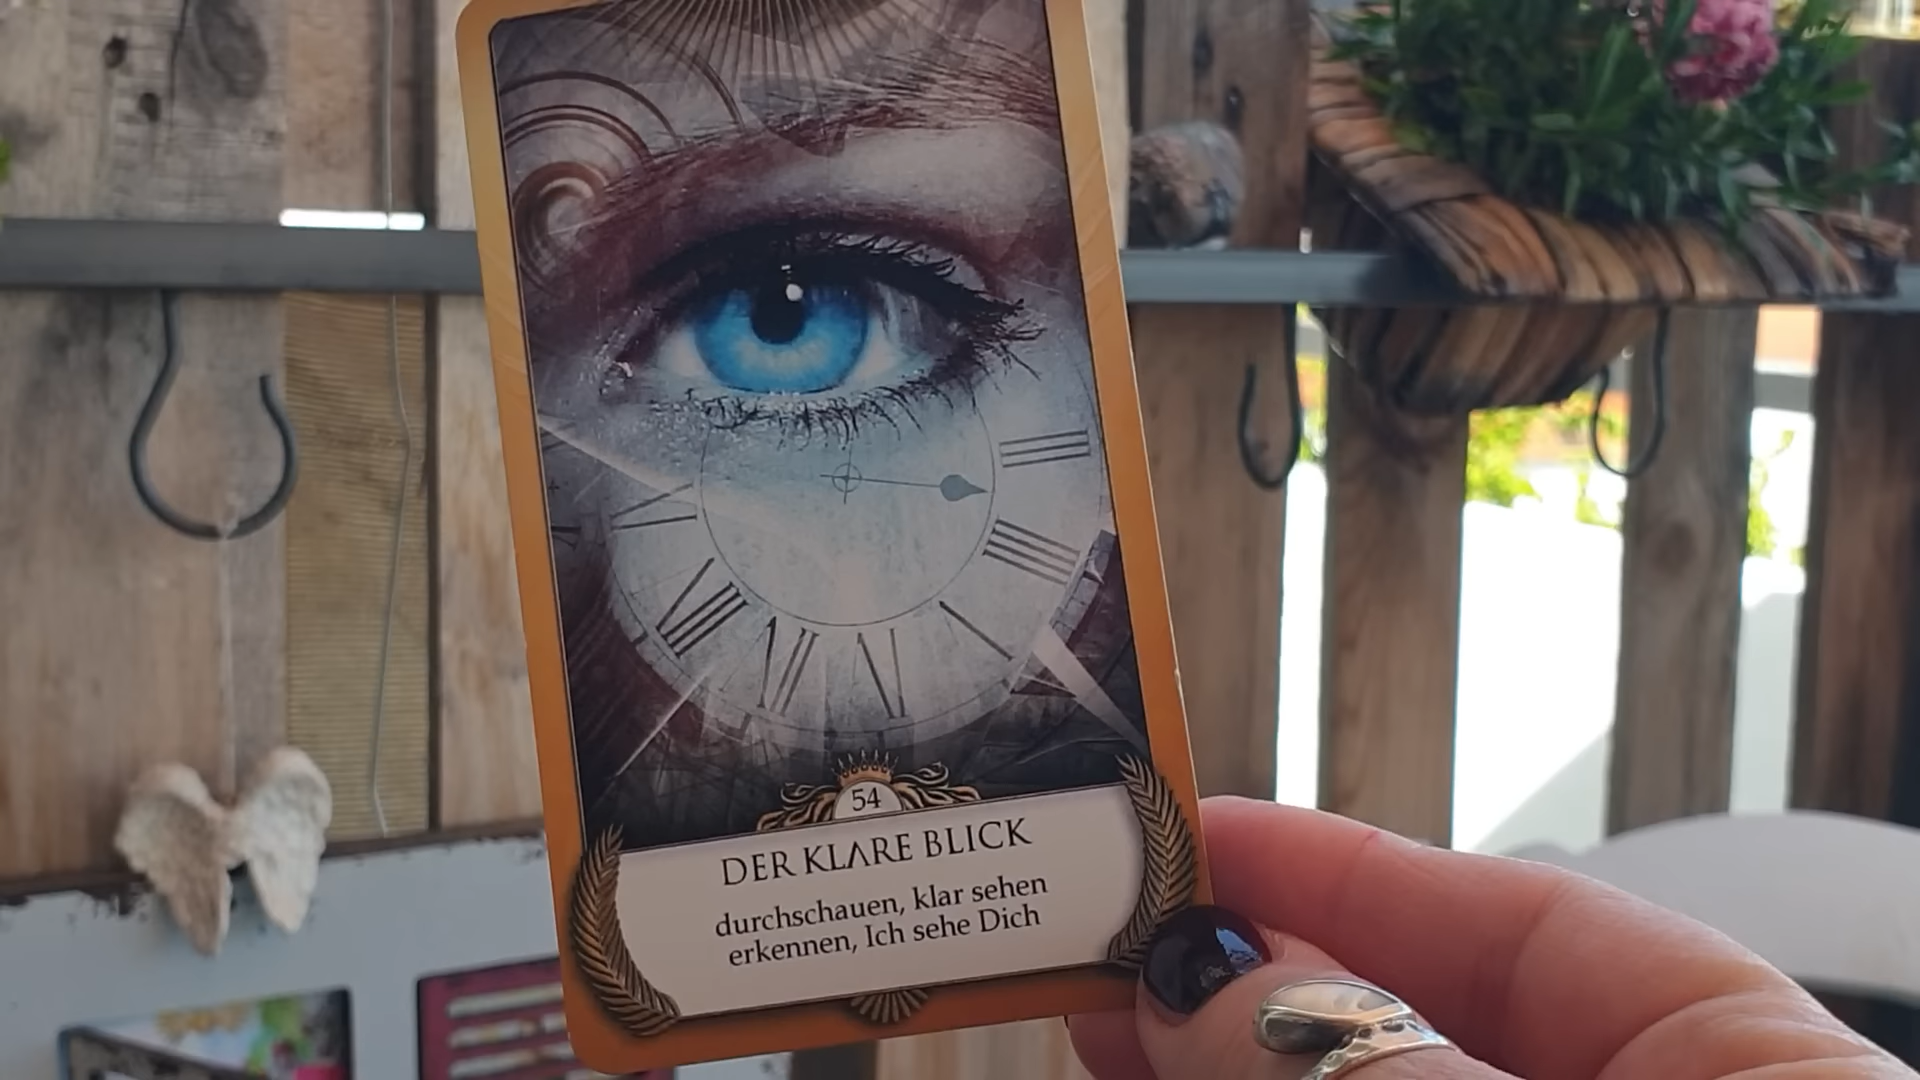 54
DER KLARE BLICK
durchschauen, klar sehen
erkennen, Ich sehe Dich